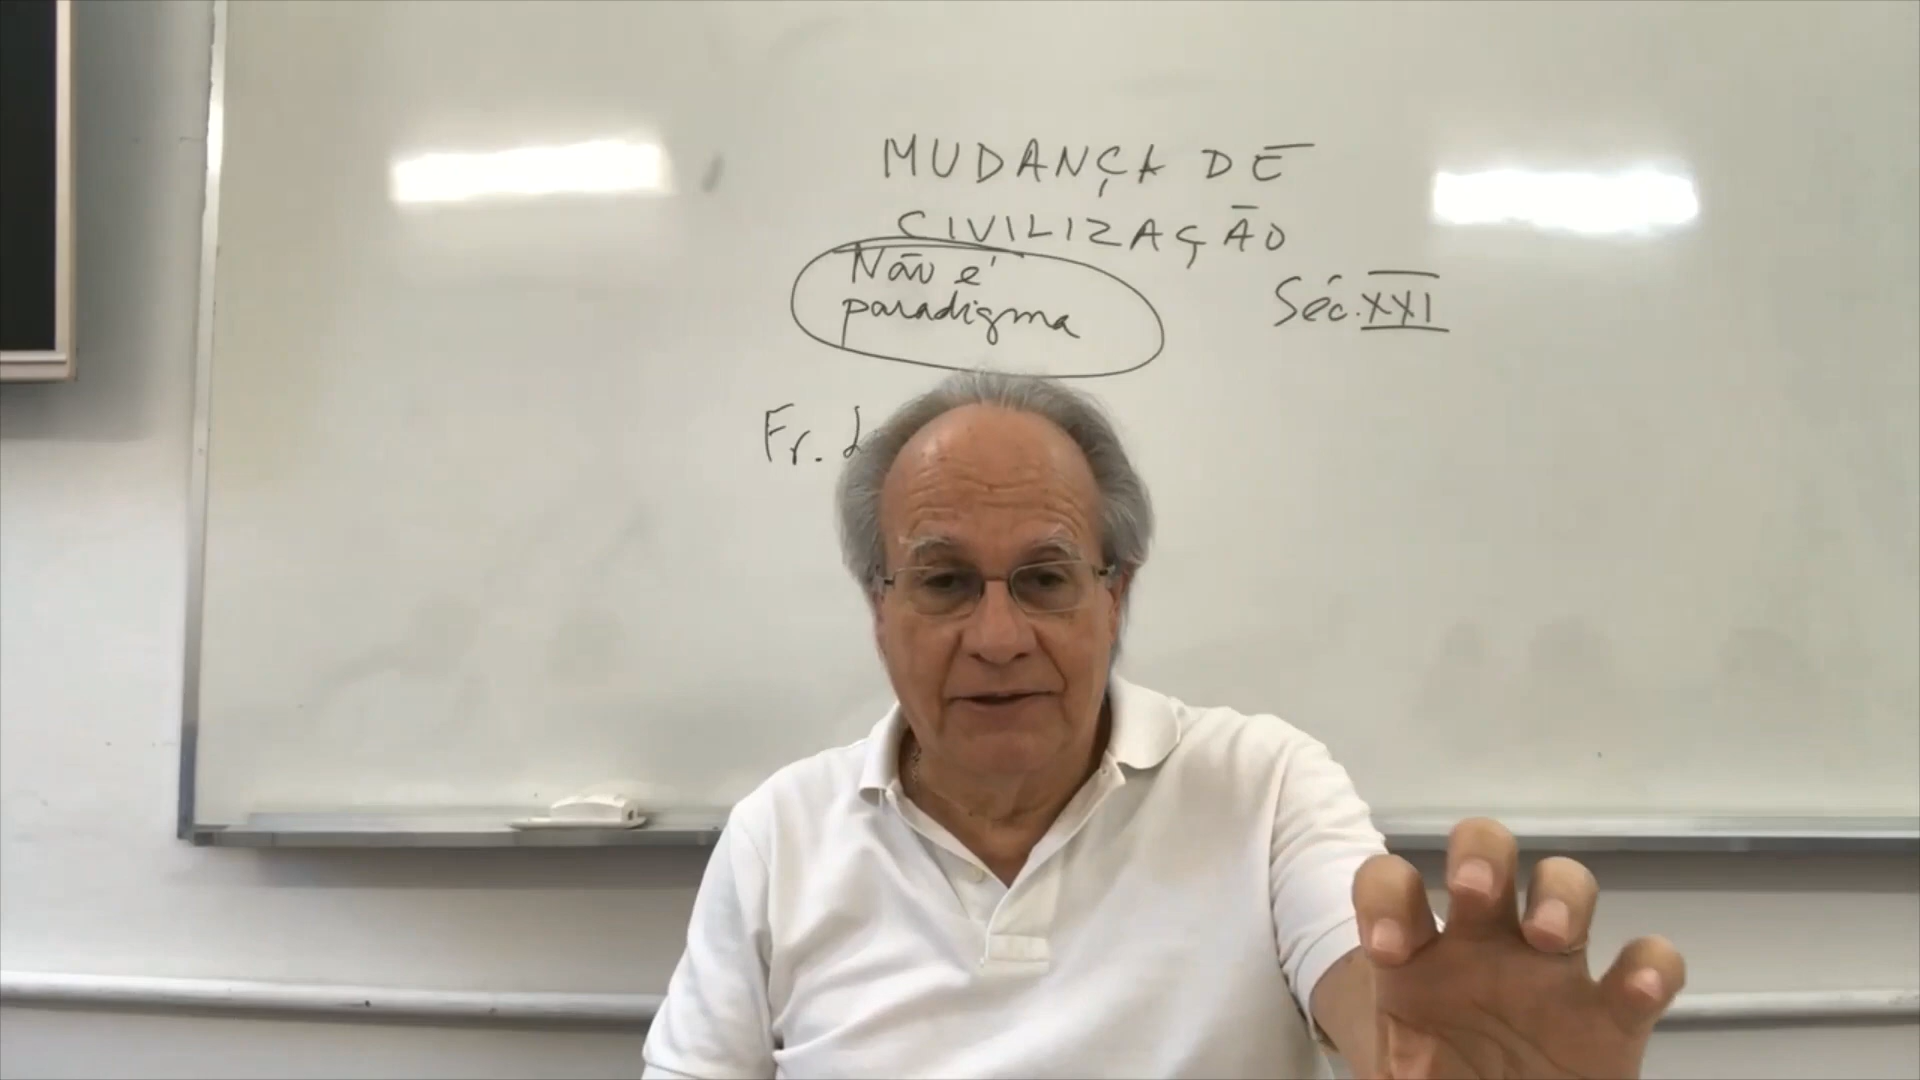 MUDANÇA DE
CIVILIZAÇÃO
Não é
paradigma
Séc. XXI
Fr.